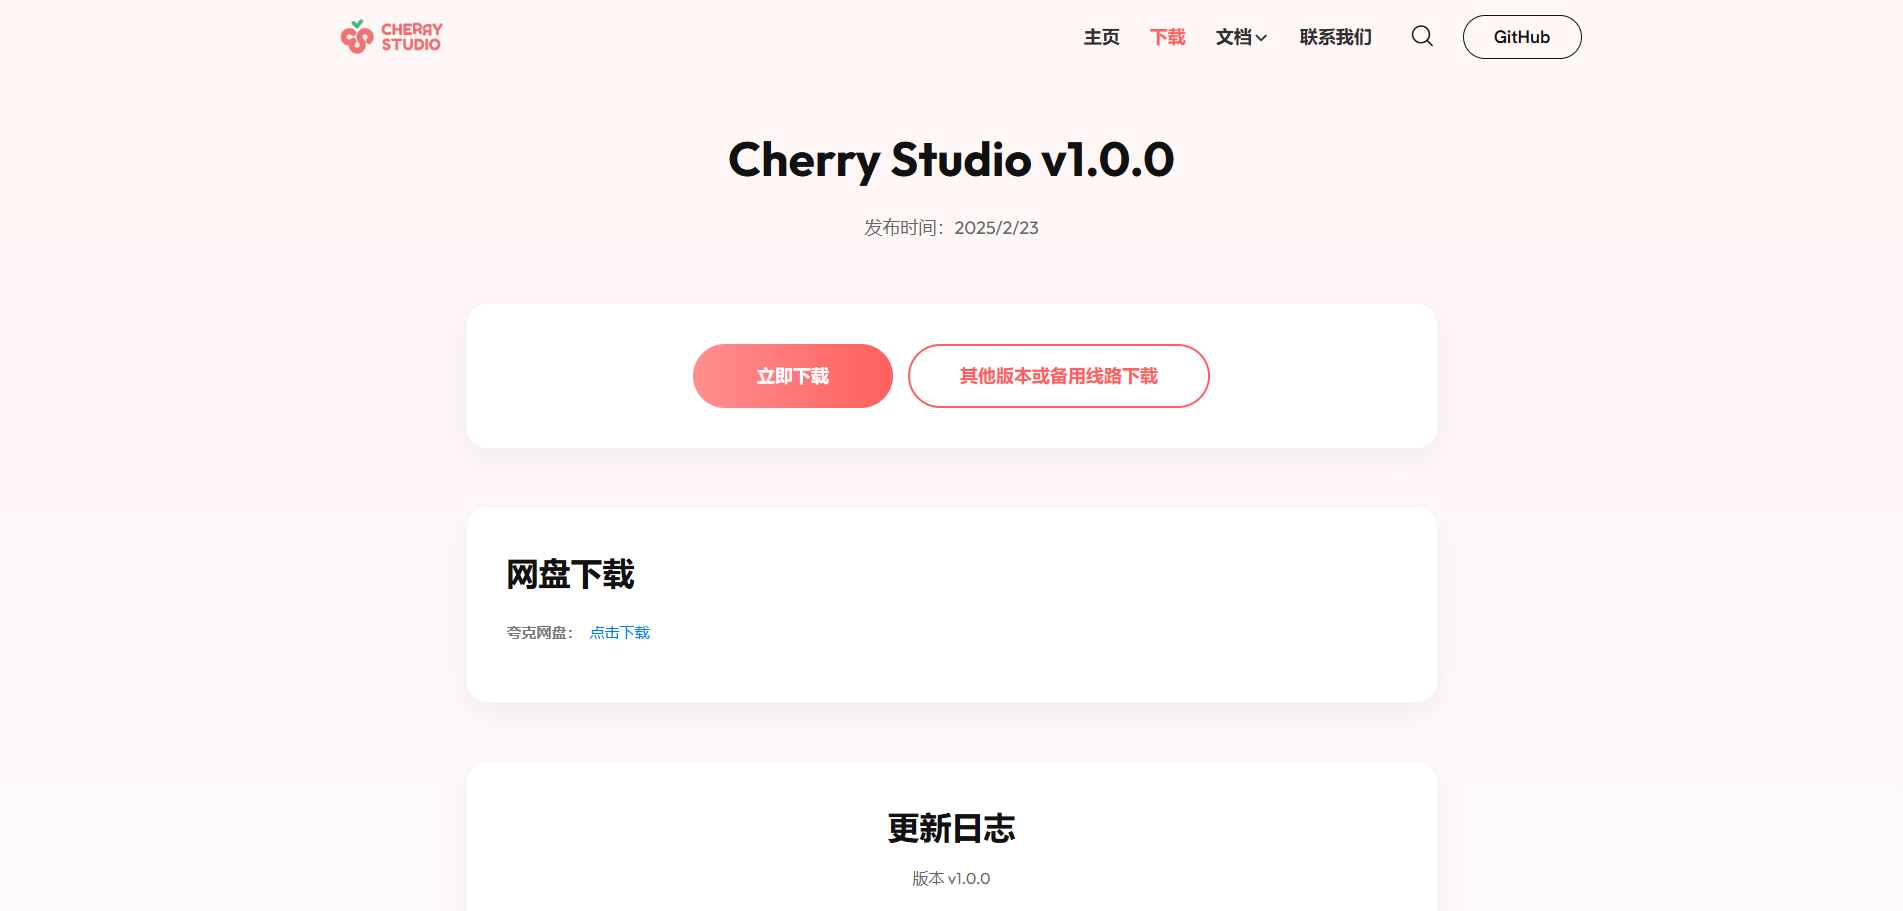 CHERRY
STUDIO
主页 下载 文档 联系我们 GitHub
Cherry Studio v1.0.0
发布时间：2025/2/23
立即下载 其他版本或备用线路下载
网盘下载
夸克网盘： 点击下载
更新日志
版本 v1.0.0